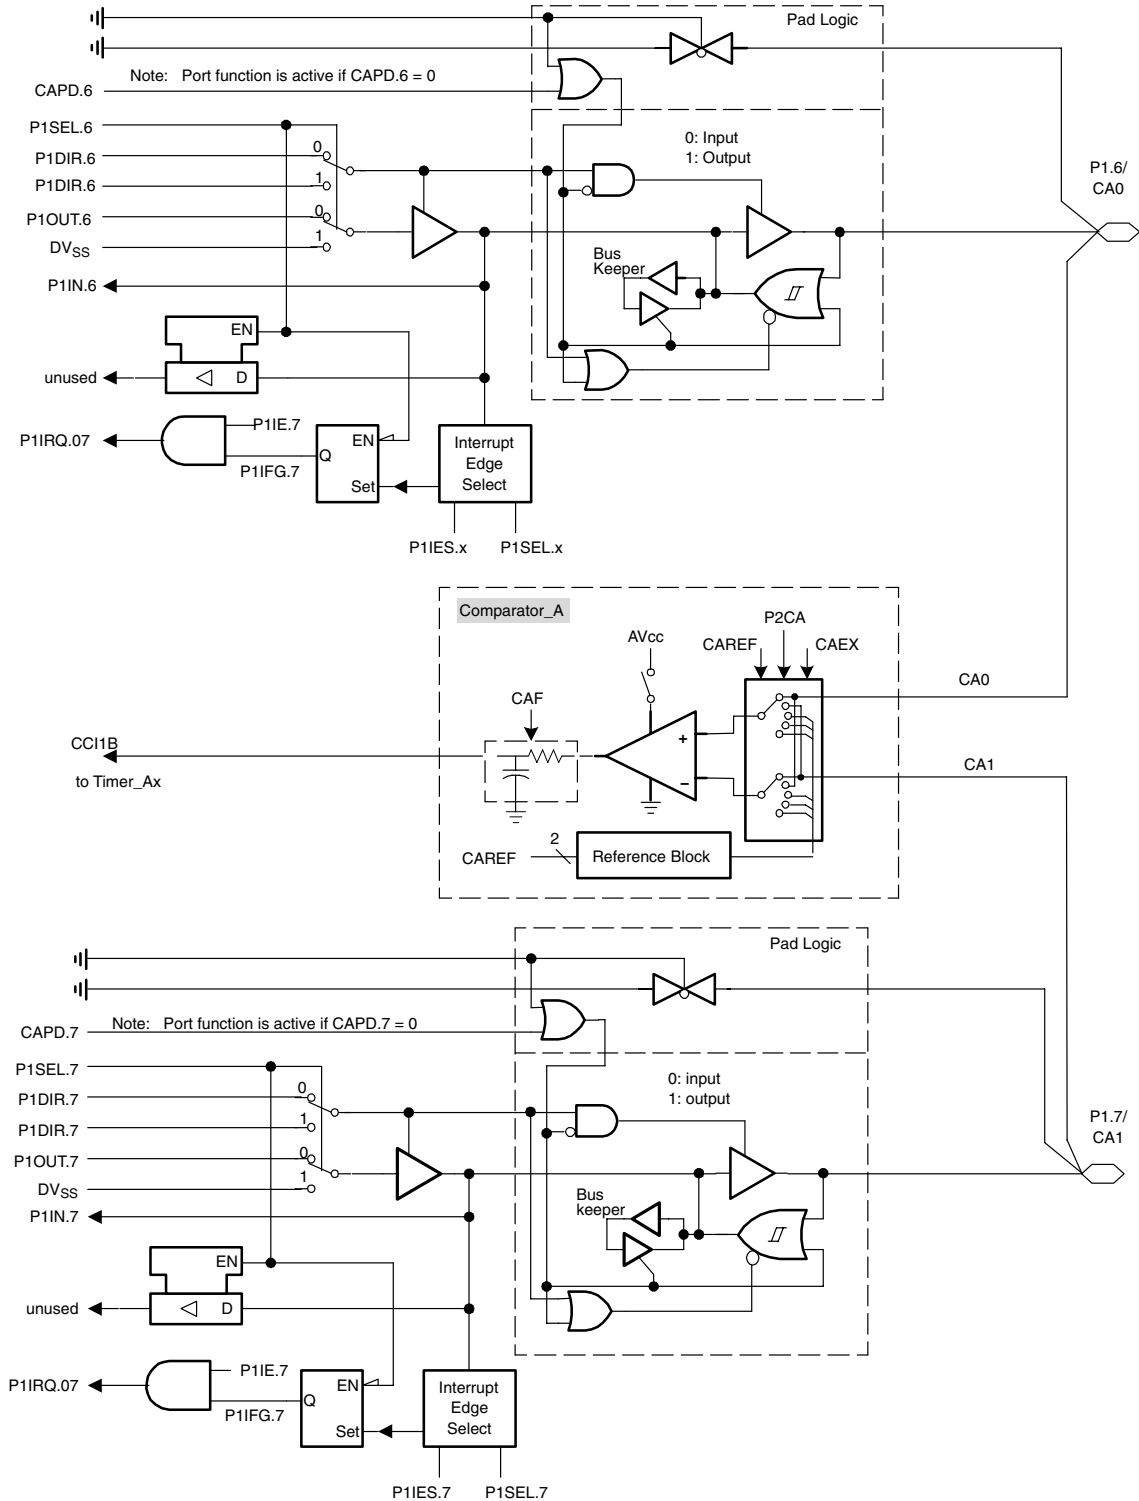 Pad Logic
Note: Port function is active if CAPD.6 = 0
CAPD.6
P1SEL.6
0: Input
1: Output
P1DIR.6
0
P1DIR.6
1
P1OUT.6
0
DVSS
1
P1.6/
CA0
Bus
Keeper
P1IN.6
EN
unused
D
P1IE.7
P1IRQ.07
P1IFG.7
EN
Q
Set
Interrupt
Edge
Select
P1IES.x
P1SEL.x
Comparator_A
P2CA
AVcc
CAREF
CAEX
CA0
CAF
+
CCI1B
to Timer_Ax
CA1
−
2
CAREF
Reference Block
Pad Logic
Note: Port function is active if CAPD.7 = 0
CAPD.7
P1SEL.7
0: input
1: output
P1DIR.7
0
P1DIR.7
1
P1OUT.7
0
DVSS
1
P1.7/
CA1
Bus
keeper
P1IN.7
EN
unused
D
P1IE.7
P1IRQ.07
P1IFG.7
EN
Q
Set
Interrupt
Edge
Select
P1IES.7
P1SEL.7